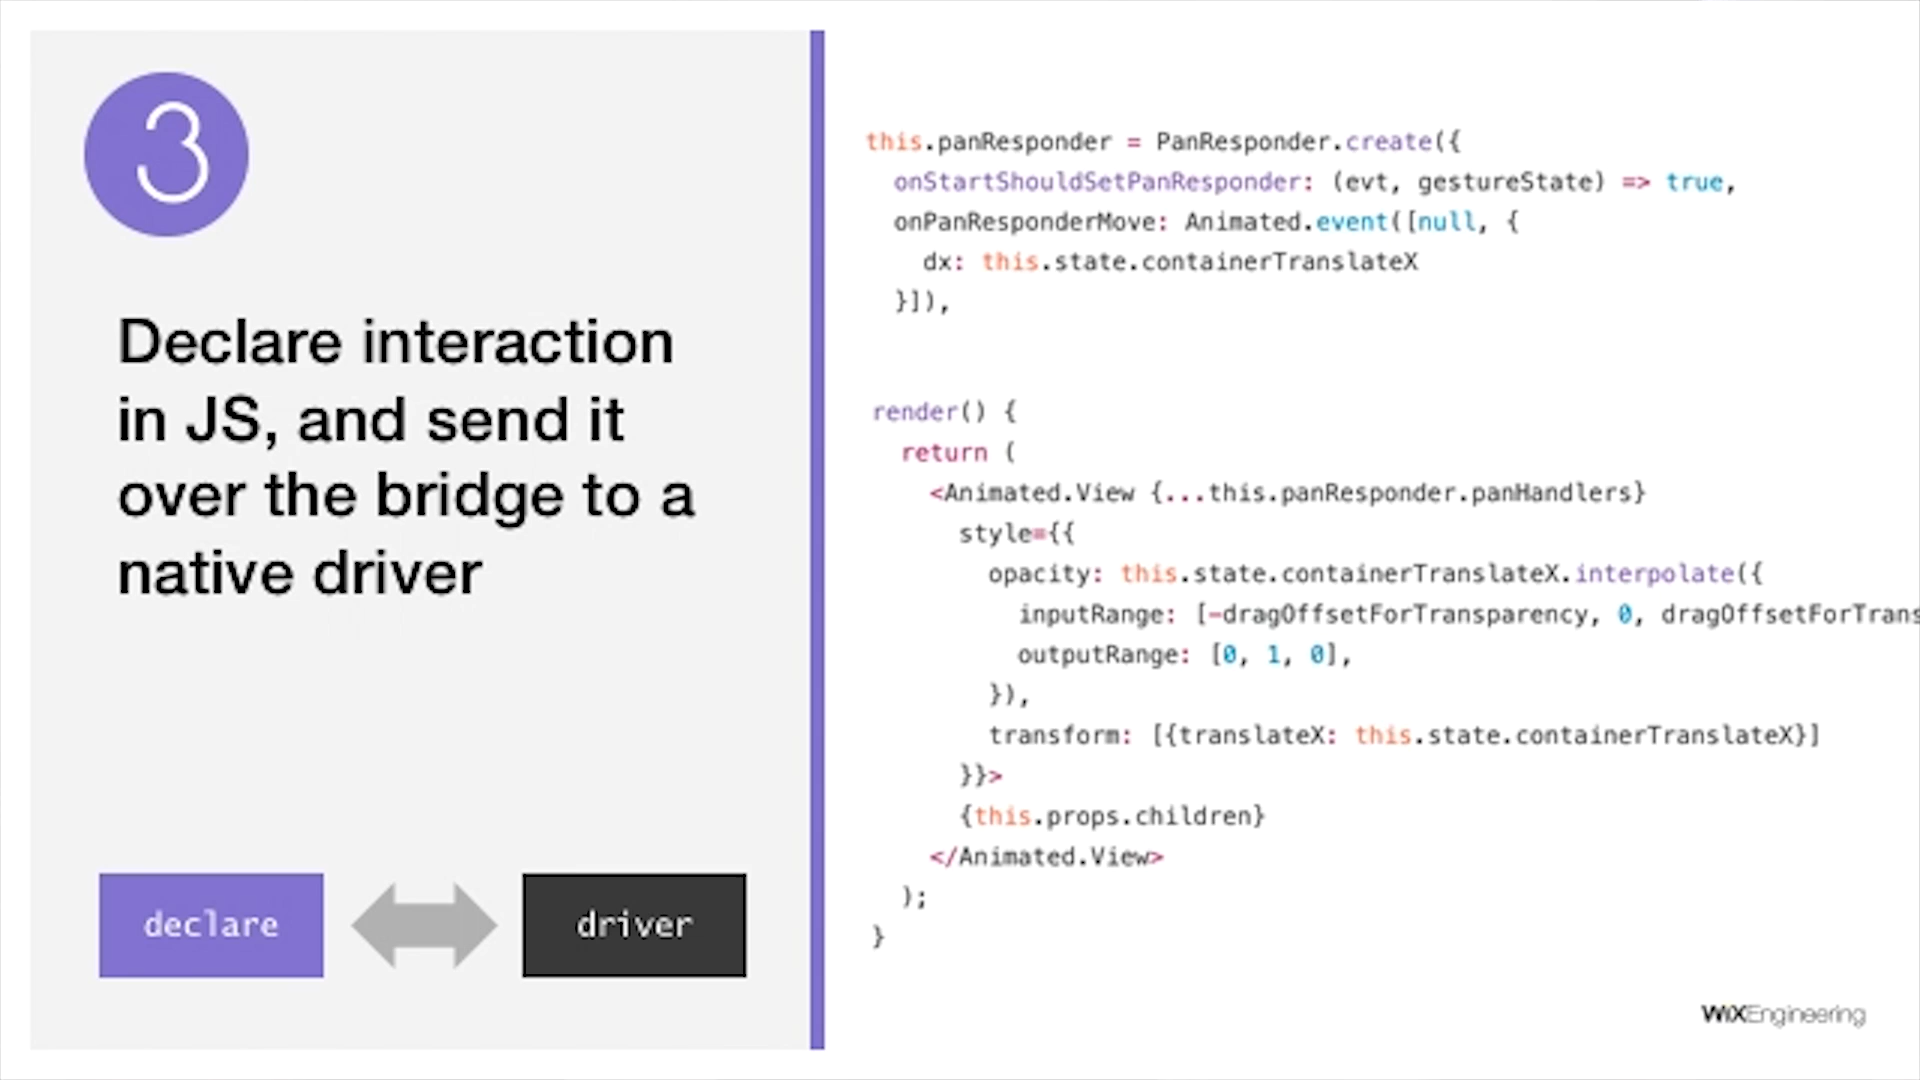 3
Declare interaction
in JS, and send it
over the bridge to a
native driver
declare
driver
this.panResponder = PanResponder.create({
onStartShouldSetPanResponder: (evt, gestureState) => true,
onPanResponderMove: Animated.event([null, {
dx: this.state.containerTranslateX
}]),
render() {
return (
<Animated.View {...this.panResponder.panHandlers}
style={{
opacity: this.state.containerTranslateX.interpolate({
inputRange: [-dragOffsetForTransparency, 0, dragOffsetForTrans
outputRange: [0, 1, 0],
}),
transform: [{translateX: this.state.containerTranslateX}]
}}>
{this.props.children}
</Animated.View>
);
}
WiXEngineering